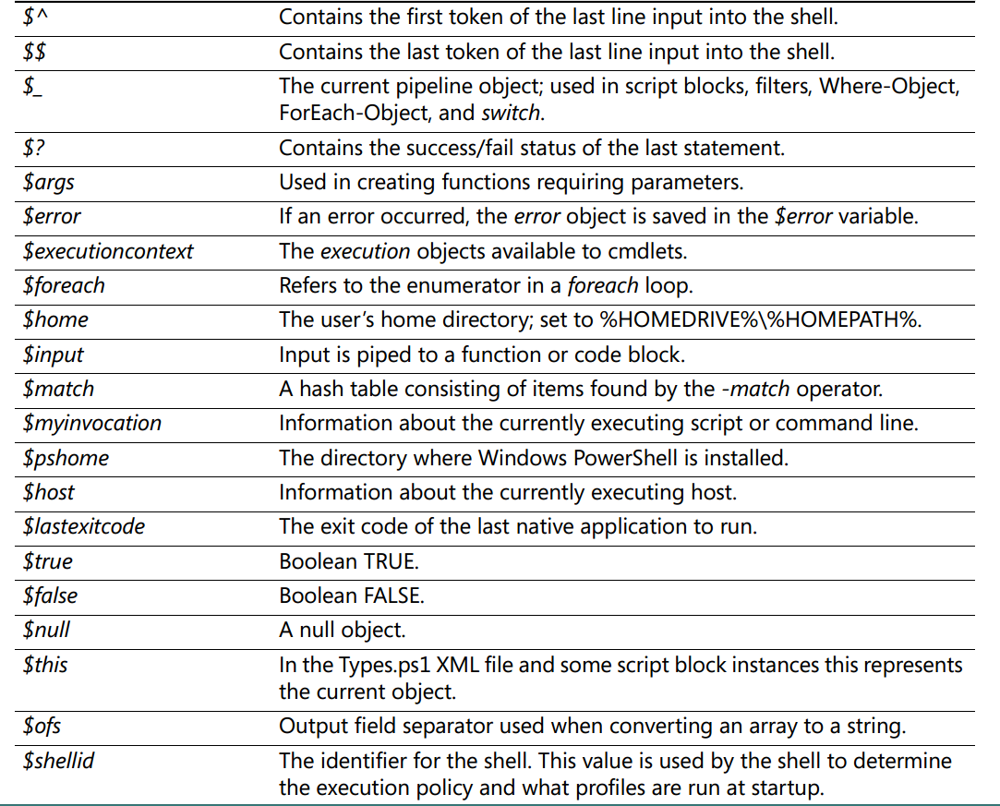 $^ Contains the first token of the last line input into the shell.
$$ Contains the last token of the last line input into the shell.
$_ The current pipeline object; used in script blocks, filters, Where-Object,
ForEach-Object, and switch.
$? Contains the success/fail status of the last statement.
$args Used in creating functions requiring parameters.
$error If an error occurred, the error object is saved in the $error variable.
$executioncontext The execution objects available to cmdlets.
$foreach Refers to the enumerator in a foreach loop.
$home The user’s home directory; set to %HOMEDRIVE%\%HOMEPATH%.
$input Input is piped to a function or code block.
$match A hash table consisting of items found by the -match operator.
$myinvocation Information about the currently executing script or command line.
$pshome The directory where Windows PowerShell is installed.
$host Information about the currently executing host.
$lastexitcode The exit code of the last native application to run.
$true Boolean TRUE.
$false Boolean FALSE.
$null A null object.
$this In the Types.ps1 XML file and some script block instances this represents
the current object.
$ofs Output field separator used when converting an array to a string.
$shellid The identifier for the shell. This value is used by the shell to determine
the execution policy and what profiles are run at startup.